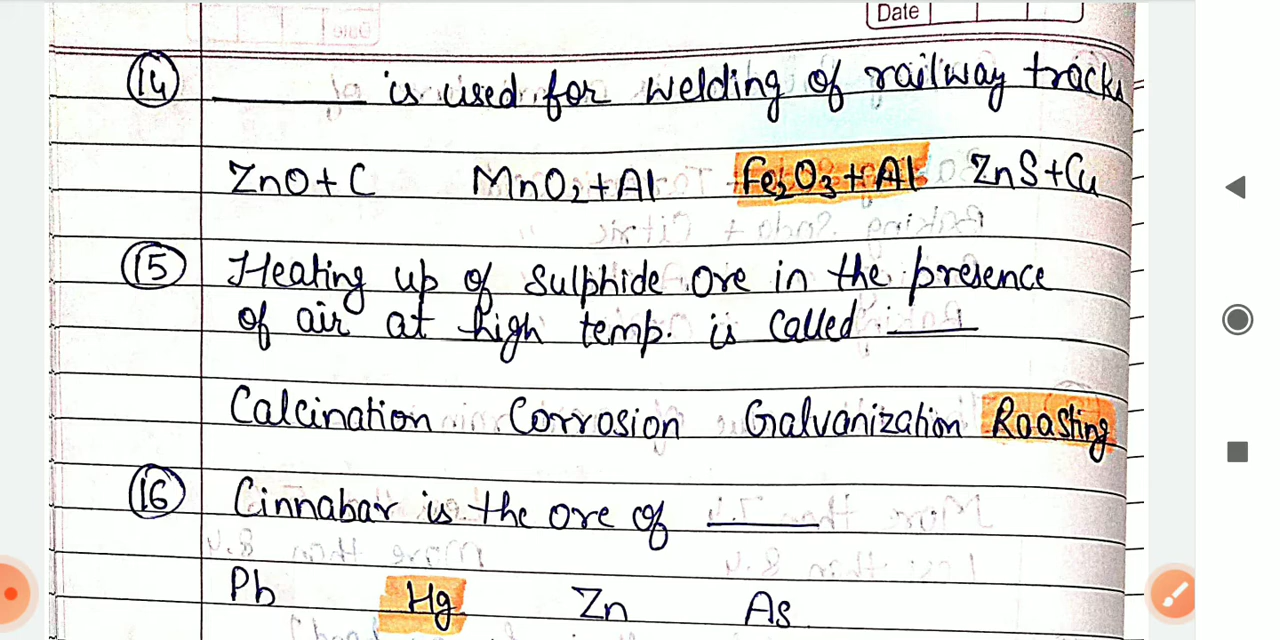 Date
14 ______ is used for welding of railway tracks
ZnO + C MnO₂ + Al Fe₂O₃ + Al ZnS + Cu
15 Heating up of Sulphide ore in the presence
of air at high temp. is called ______
Calcination Corrosion Galvanization Roasting
16 Cinnabar is the ore of ______
Pb Hg Zn As